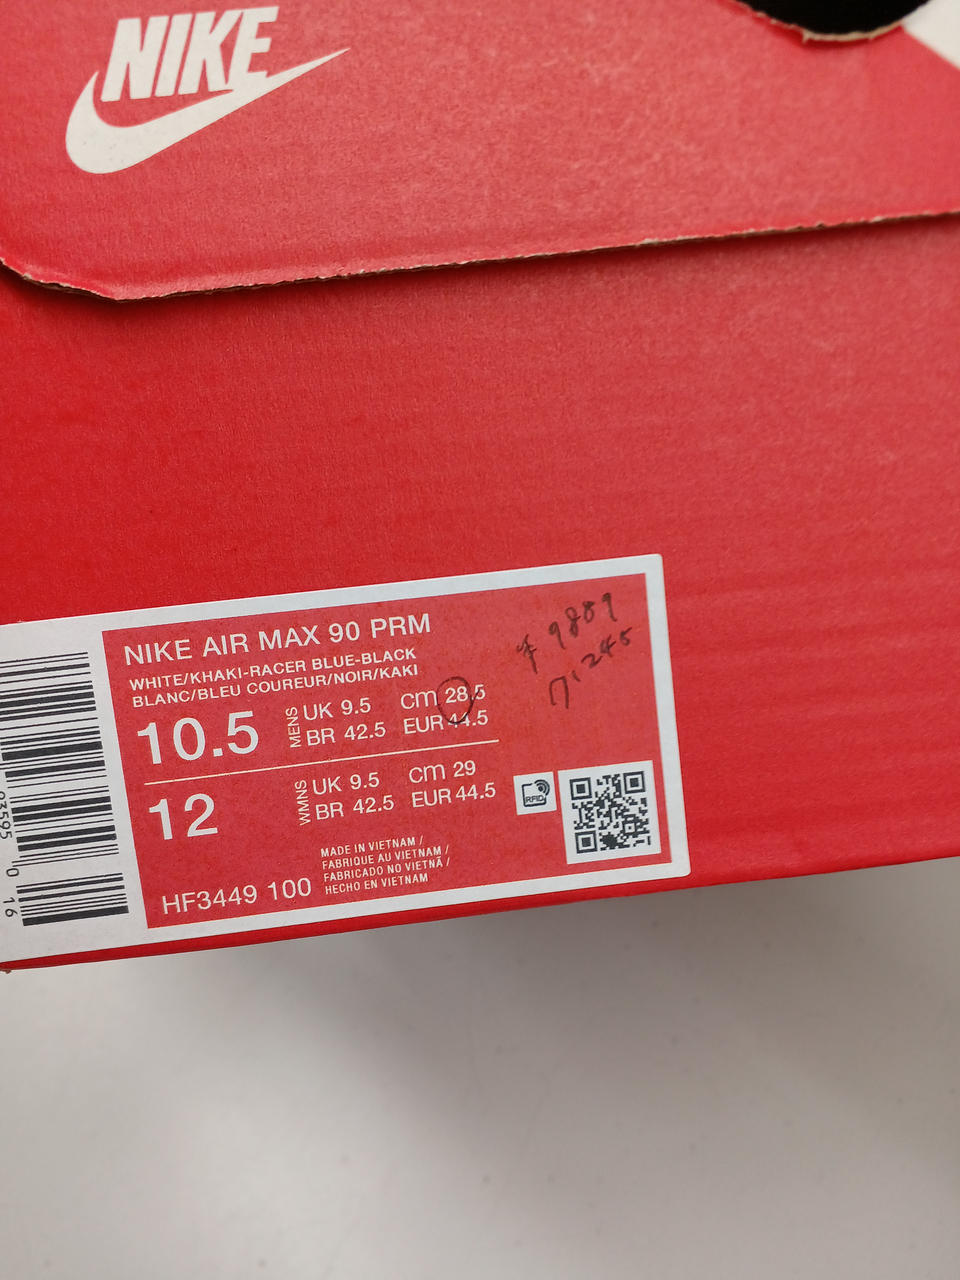 NIKE
NIKE AIR MAX 90 PRM
WHITE/KHAKI-RACER BLUE-BLACK
BLANC/BLEU COUREUR/NOIR/KAKI
10.5 MENS UK 9.5 CM 28.5
BR 42.5 EUR 44.5
12 WMNS UK 9.5 CM 29
BR 42.5 EUR 44.5
MADE IN VIETNAM /
FABRIQUE AU VIETNAM /
FABRICADO NO VIETNÃ /
HECHO EN VIETNAM
HF3449 100
RFID
9889
0 16